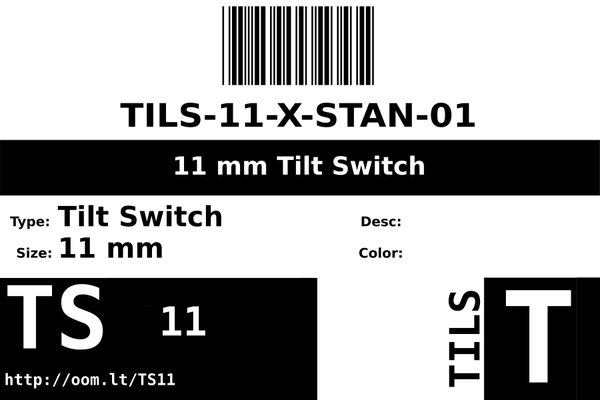 TILS-11-X-STAN-01
11 mm Tilt Switch
Type: Tilt Switch
Desc:
Size: 11 mm
Color:
TS 11
TILS
T
http://oom.lt/TS11